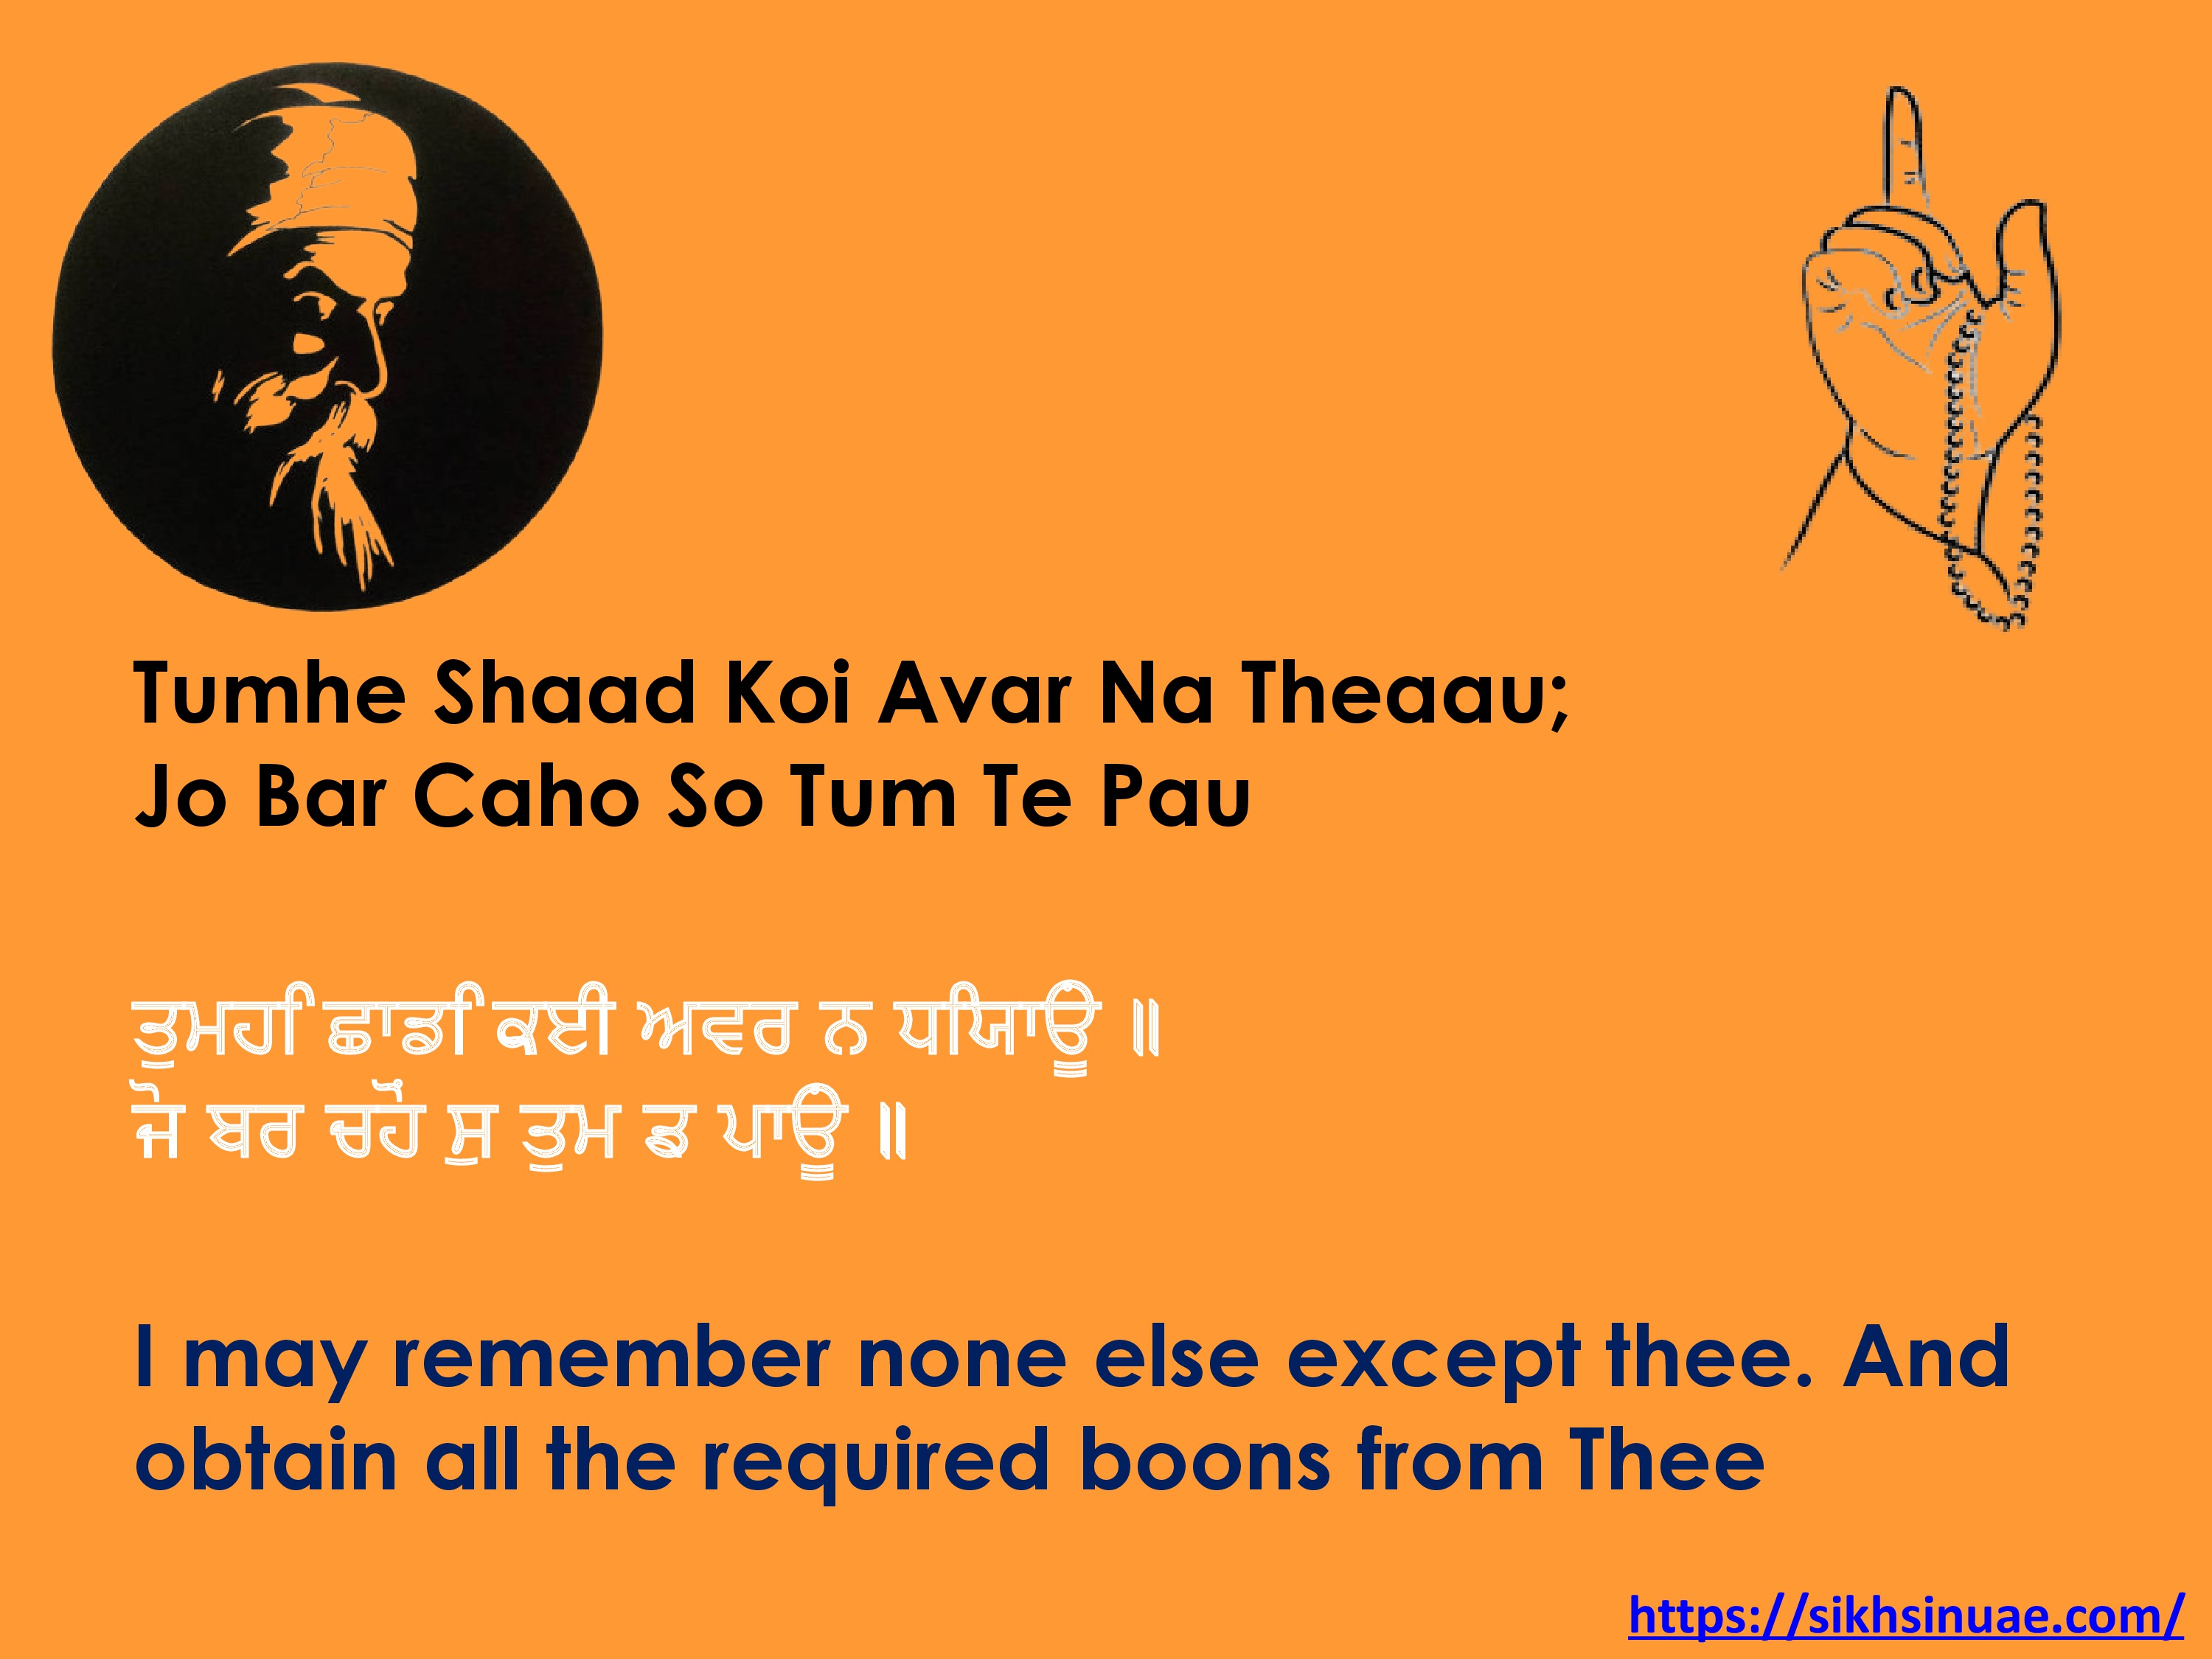 Tumhe Shaad Koi Avar Na Theaau;
Jo Bar Caho So Tum Te Pau
ਤੁਮਹਿ ਛਾਡਿ ਕਈ ਅਵਰ ਨ ਧਿਯਾਊ ॥
ਜੋ ਬਰ ਚਹੌ ਸੁ ਤੁਮ ਪਾਊ ॥
I may remember none else except thee. And
obtain all the required boons from Thee
https://sikhsinuae.com/